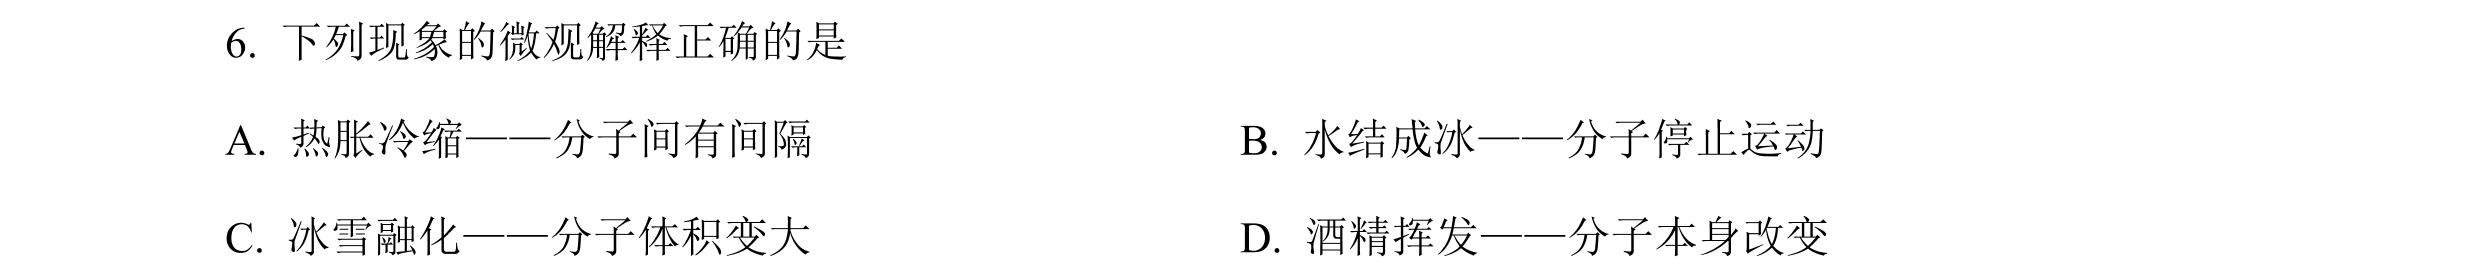 6. 下列现象的微观解释正确的是
A. 热胀冷缩——分子间有间隔 B. 水结成冰——分子停止运动
C. 冰雪融化——分子体积变大 D. 酒精挥发——分子本身改变